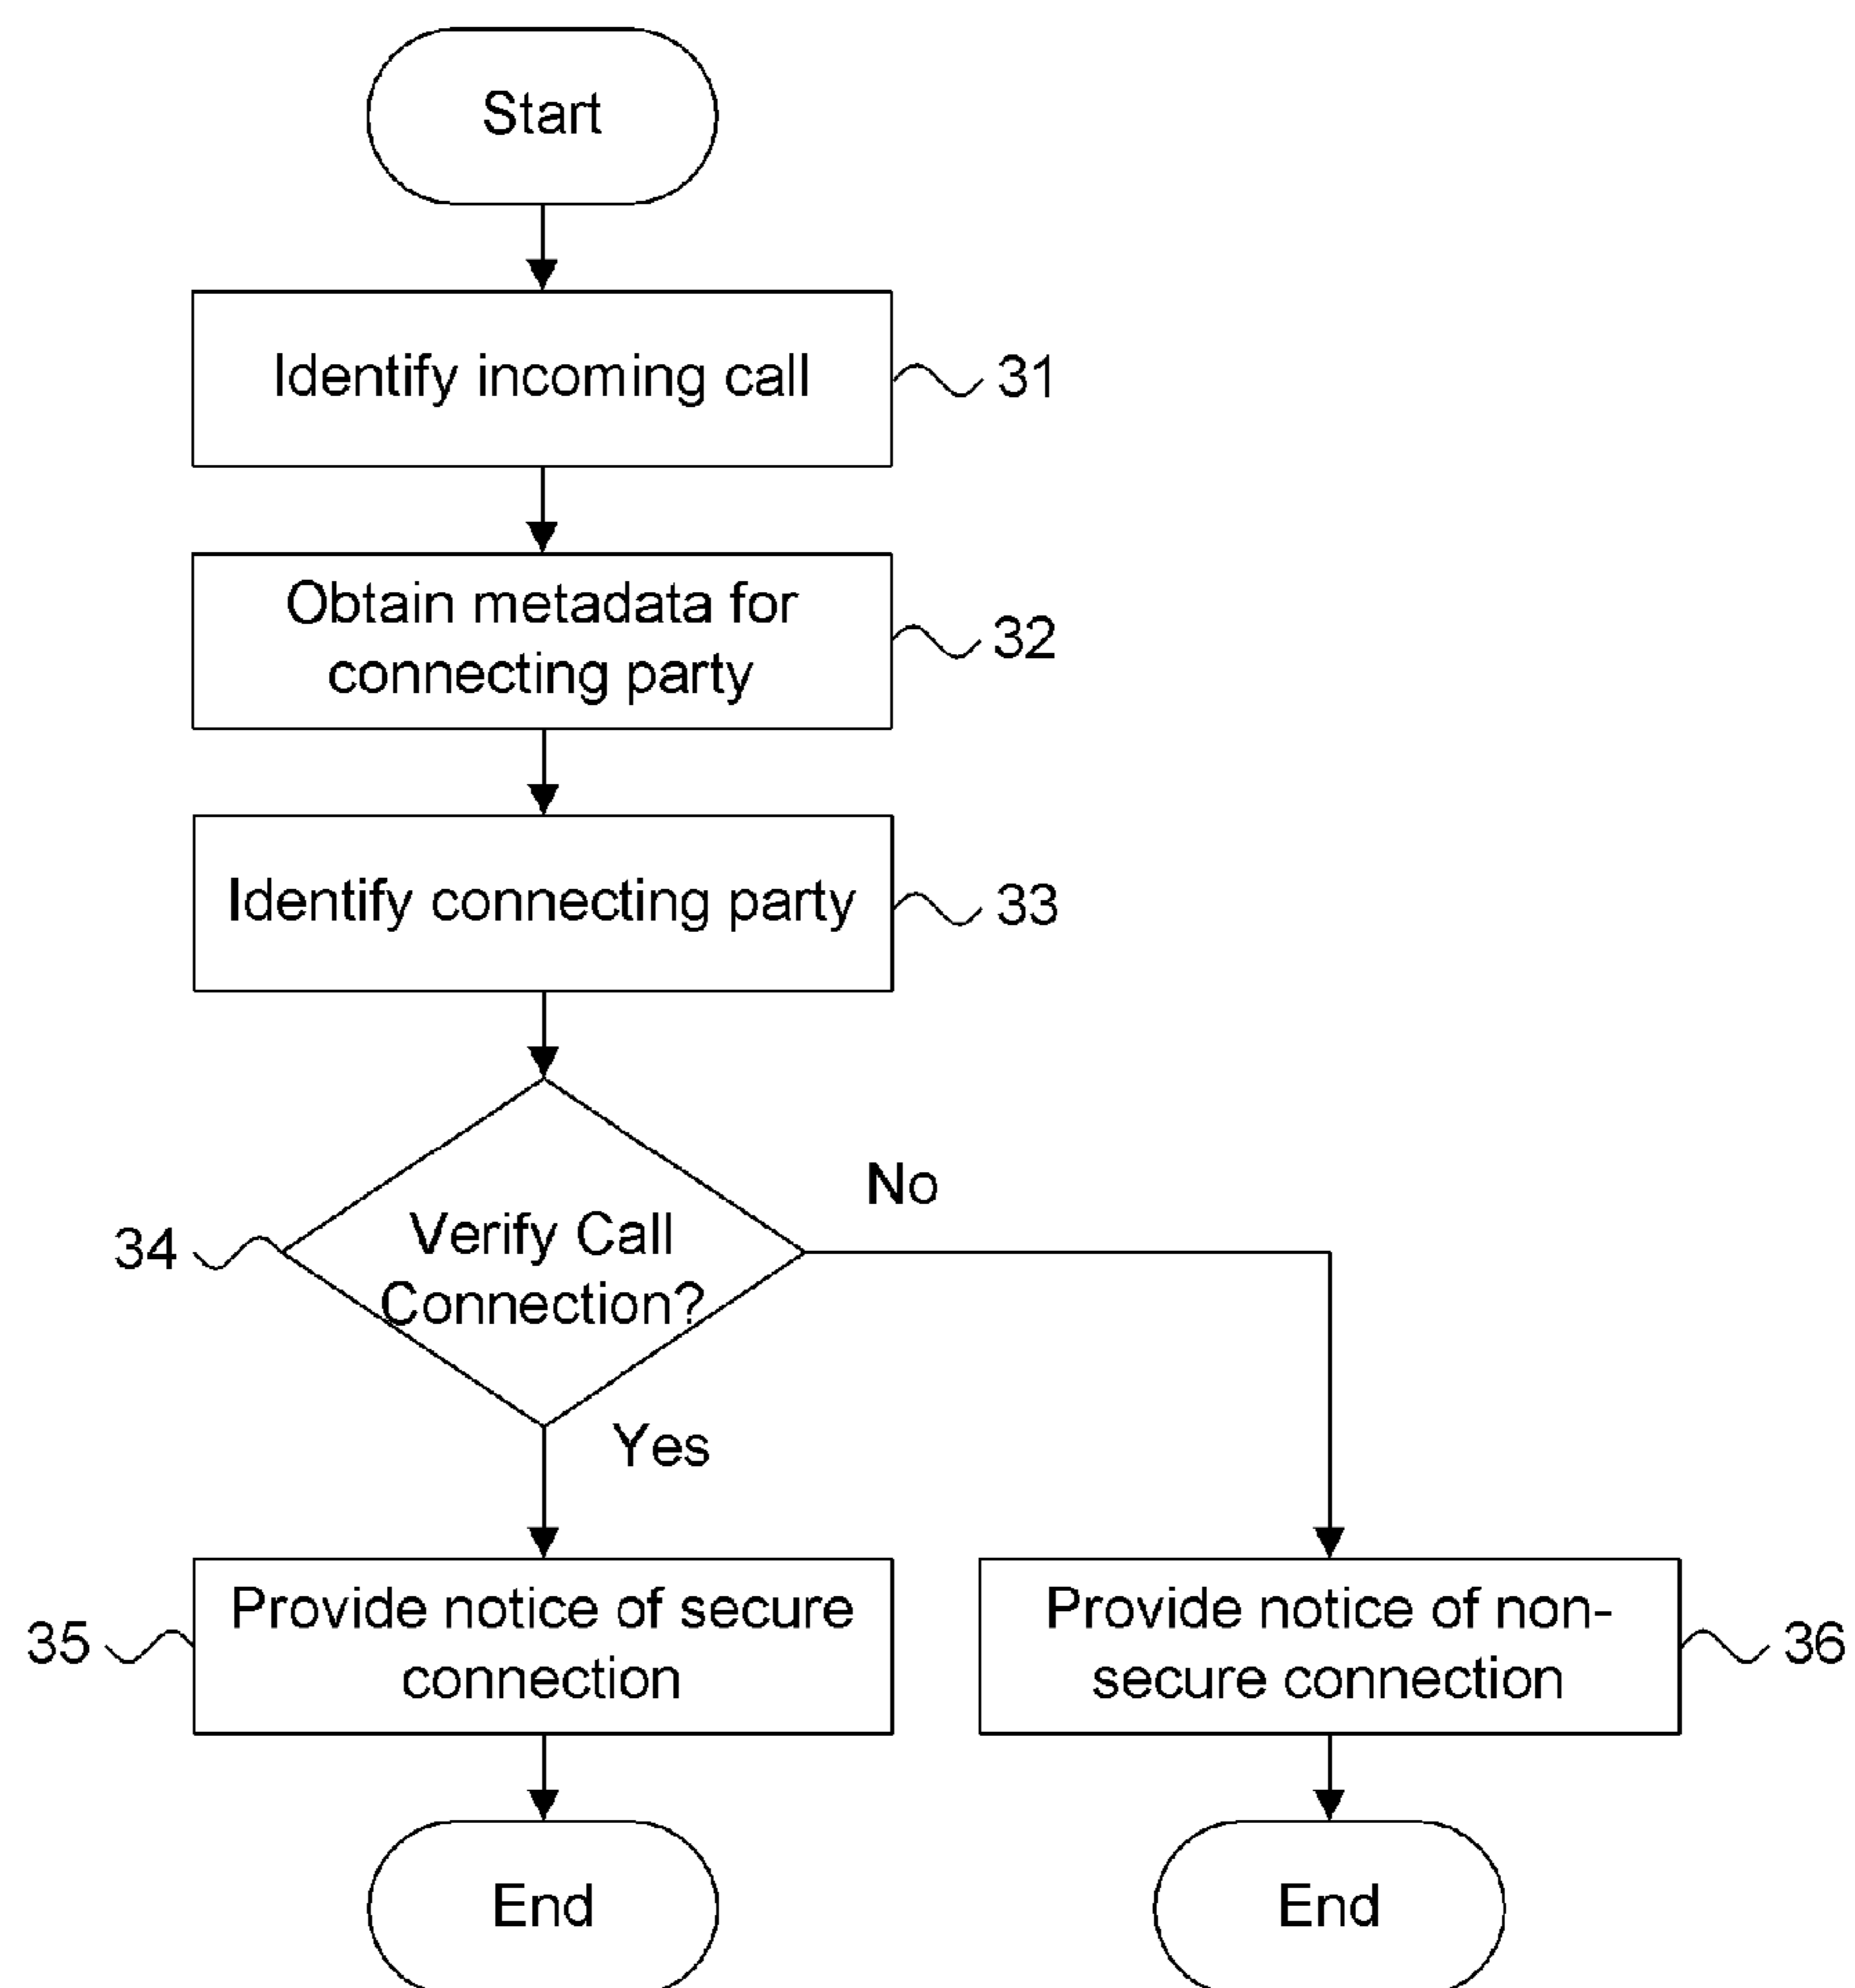 Start
Identify incoming call
31
Obtain metadata for
connecting party
32
Identify connecting party
33
No
34
Verify Call
Connection?
Yes
Provide notice of secure
connection
35
Provide notice of non-
secure connection
36
End
End